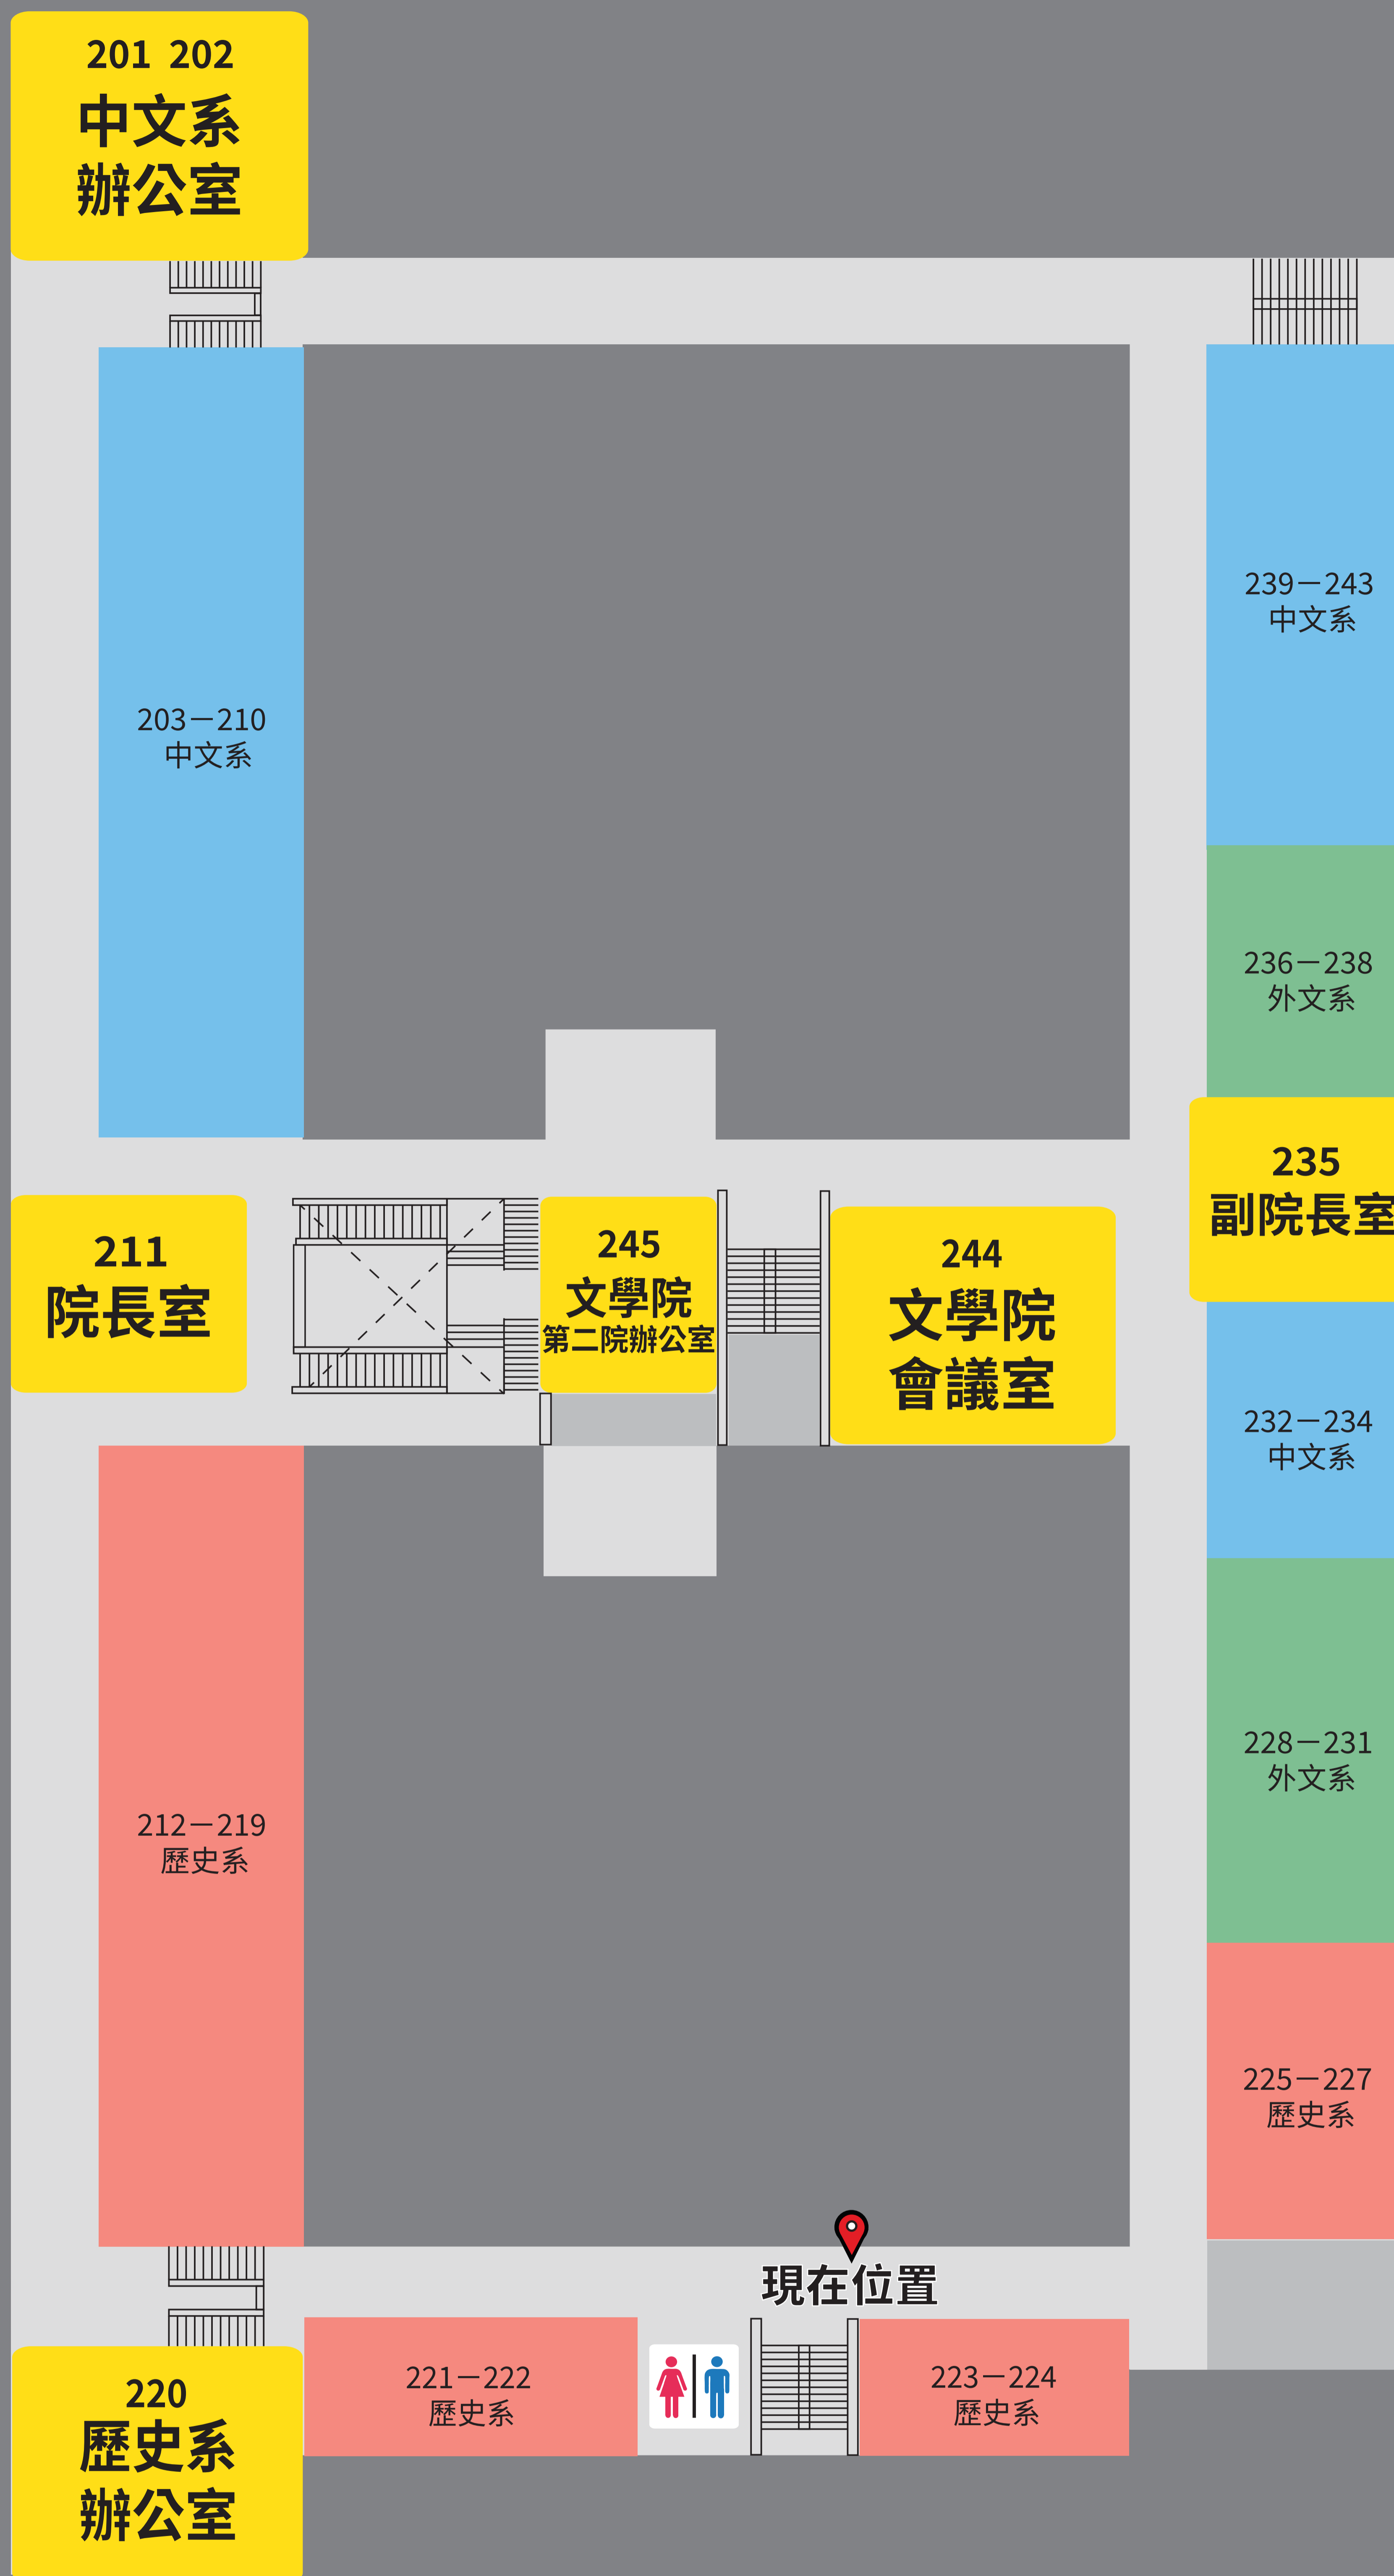 201 202
中文系
辦公室
239－243
中文系
203－210
中文系
236－238
外文系
235
副院長室
211
院長室
245
文學院
第二院辦公室
244
文學院
會議室
232－234
中文系
228－231
外文系
212－219
歷史系
225－227
歷史系
現在位置
221－222
歷史系
223－224
歷史系
220
歷史系
辦公室